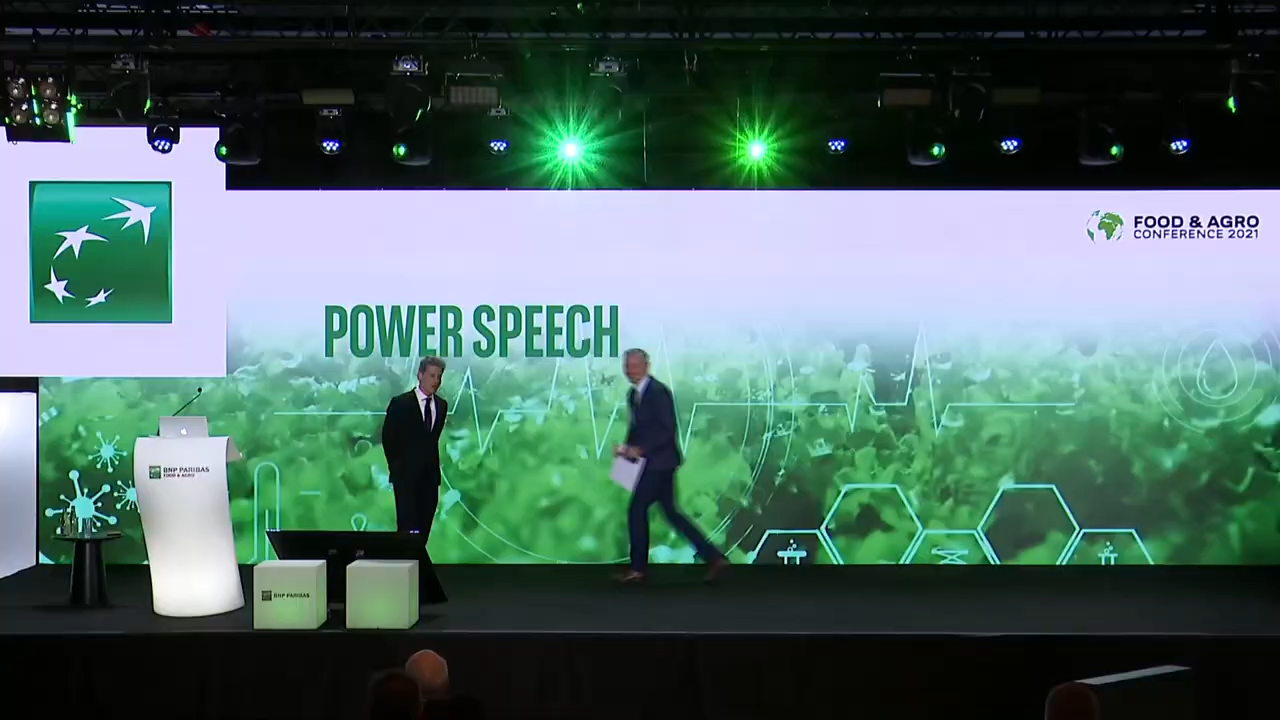 FOOD & AGRO
CONFERENCE 2021
POWER SPEECH
BNP PARIBAS
FOOD & AGRO
BNP PARIBAS